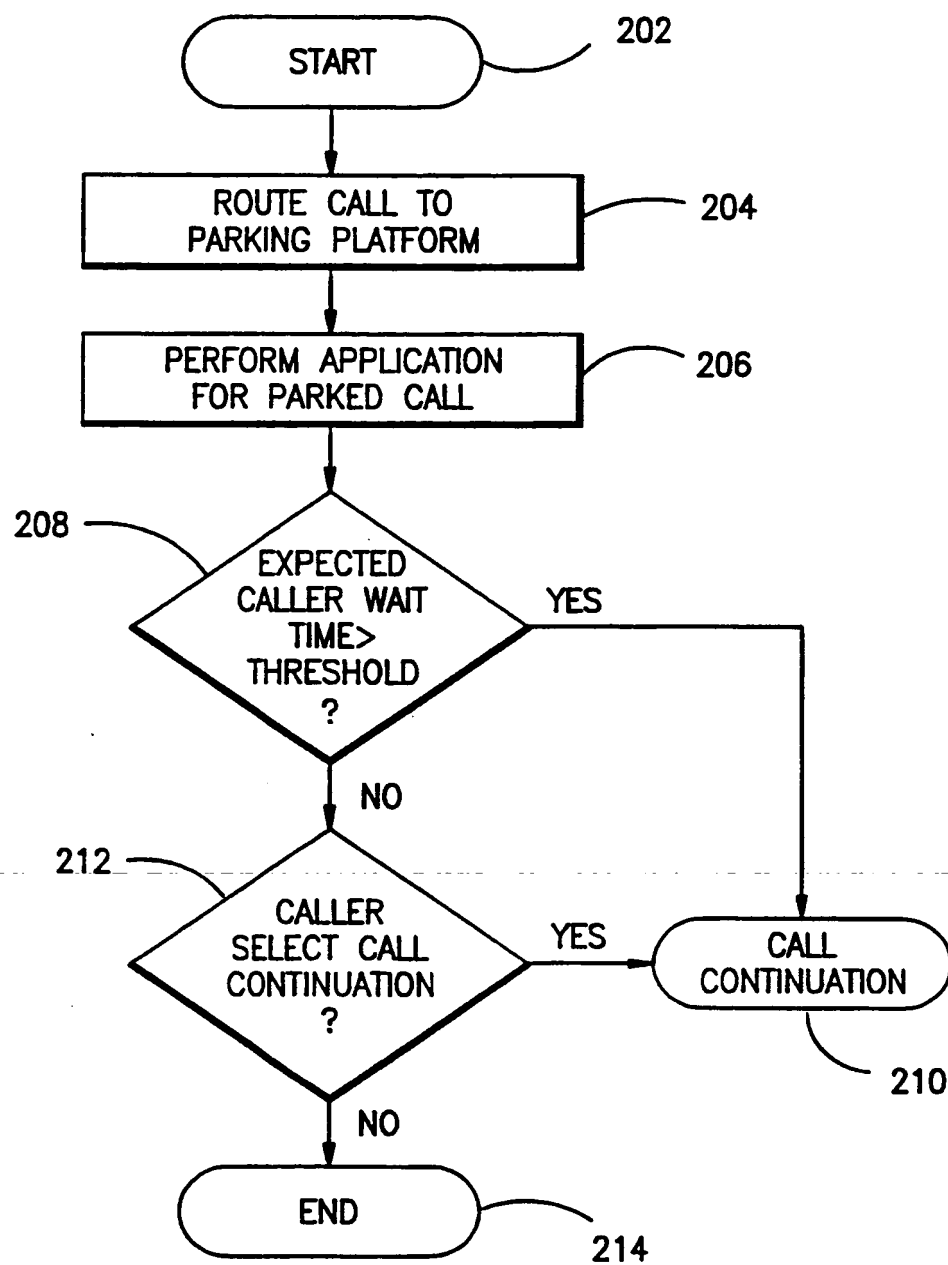 START
202
ROUTE CALL TO
PARKING PLATFORM
204
PERFORM APPLICATION
FOR PARKED CALL
206
208
EXPECTED
CALLER WAIT
TIME>
THRESHOLD
?
YES
NO
212
CALLER
SELECT CALL
CONTINUATION
?
YES
CALL
CONTINUATION
210
NO
END
214